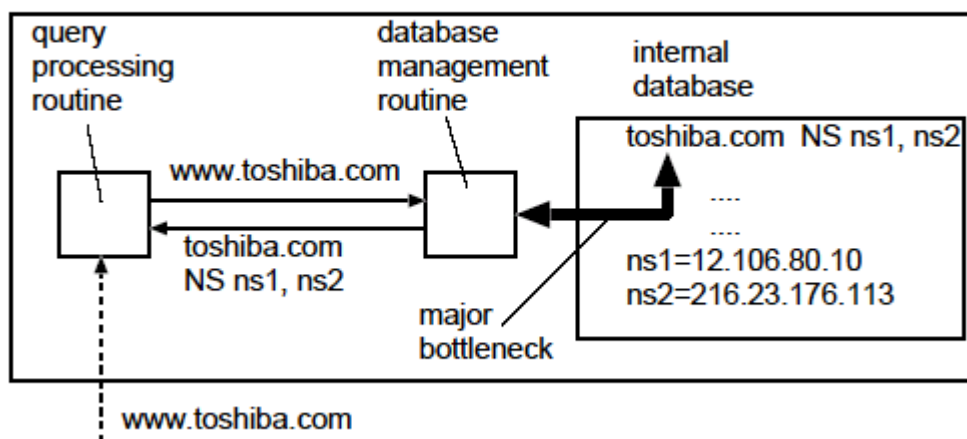 query
processing
routine
database
management
routine
internal
database
www.toshiba.com
toshiba.com
NS ns1, ns2
toshiba.com NS ns1, ns2
....
....
ns1=12.106.80.10
ns2=216.23.176.113
major
bottleneck
www.toshiba.com